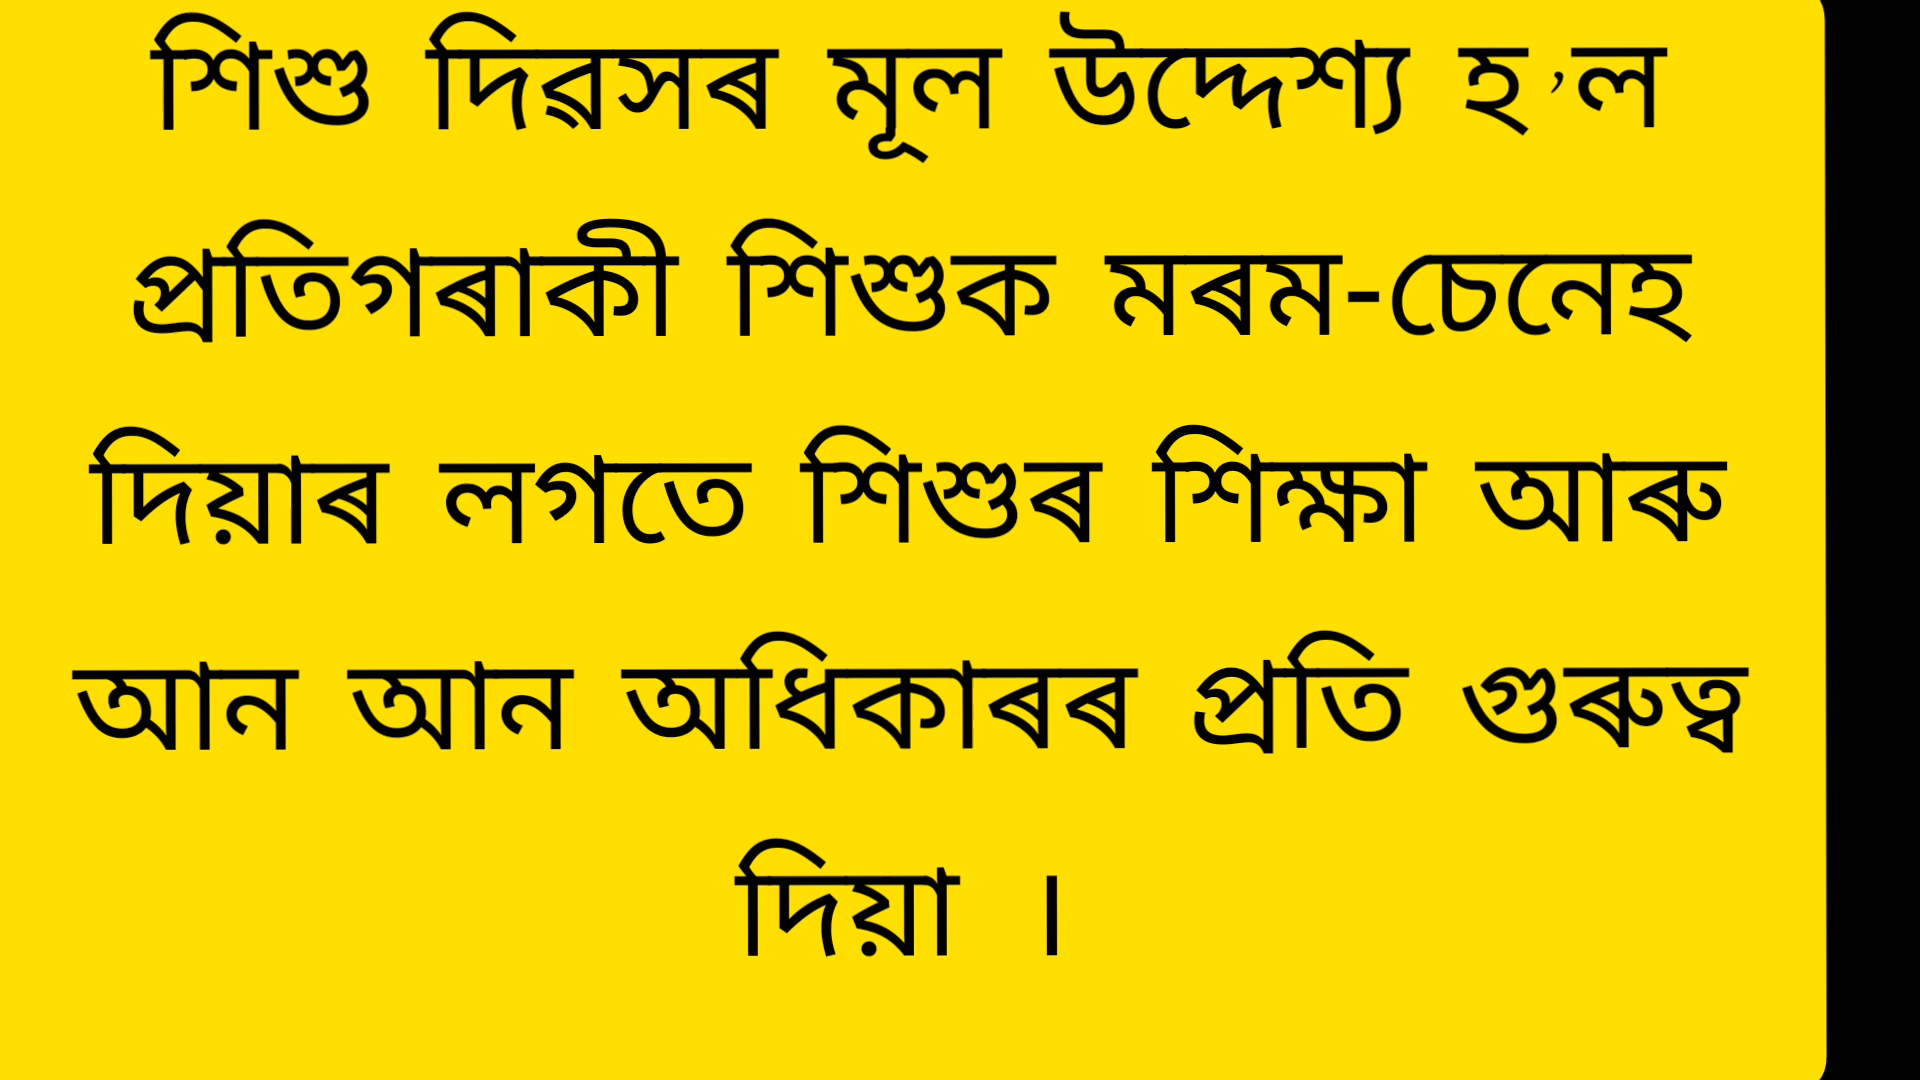 শিশু দিৱসৰ মূল উদ্দেশ্য হ'ল
প্ৰতিগৰাকী শিশুক মৰম-চেনেহ
দিয়াৰ লগতে শিশুৰ শিক্ষা আৰু
আন আন অধিকাৰৰ প্ৰতি গুৰুত্ব
দিয়া ।